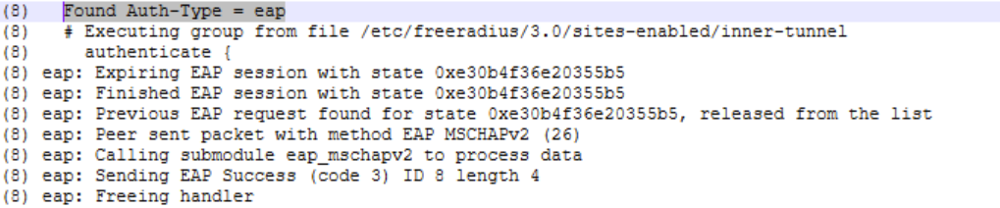 (8)   Found Auth-Type = eap
(8)   # Executing group from file /etc/freeradius/3.0/sites-enabled/inner-tunnel
(8)     authenticate {
(8) eap: Expiring EAP session with state 0xe30b4f36e20355b5
(8) eap: Finished EAP session with state 0xe30b4f36e20355b5
(8) eap: Previous EAP request found for state 0xe30b4f36e20355b5, released from the list
(8) eap: Peer sent packet with method EAP MSCHAPv2 (26)
(8) eap: Calling submodule eap_mschapv2 to process data
(8) eap: Sending EAP Success (code 3) ID 8 length 4
(8) eap: Freeing handler